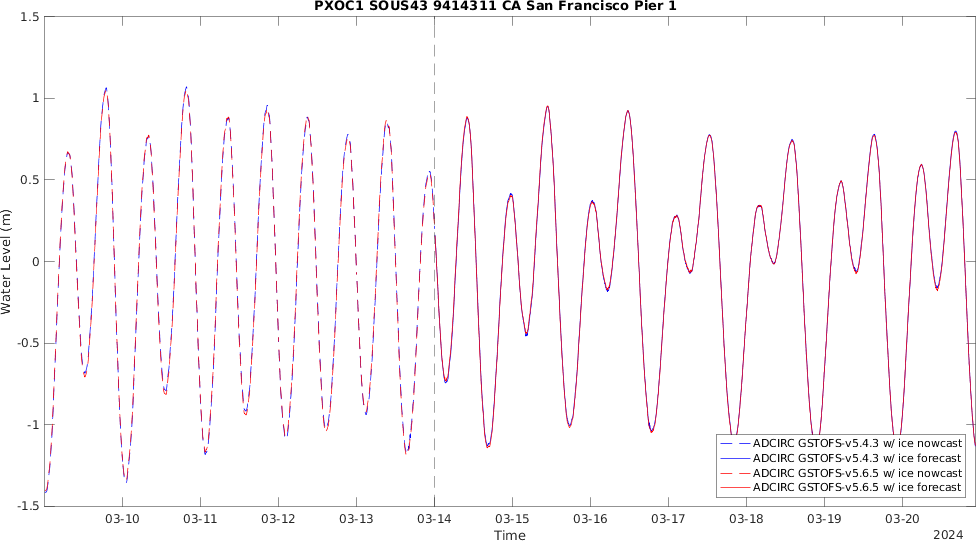 PXOC1 SOUS43 9414311 CA San Francisco Pier 1
1.5
1
0.5
0
-0.5
-1
-1.5
Water Level (m)
03-10 03-11 03-12 03-13 03-14 03-15 03-16 03-17 03-18 03-19 03-20
Time
2024
ADCIRC GSTOFS-v5.4.3 w/ ice nowcast
ADCIRC GSTOFS-v5.4.3 w/ ice forecast
ADCIRC GSTOFS-v5.6.5 w/ ice nowcast
ADCIRC GSTOFS-v5.6.5 w/ ice forecast